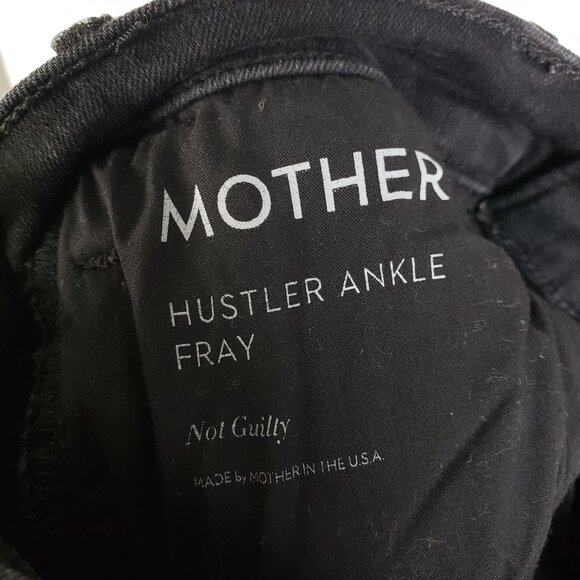 MOTHER
HUSTLER ANKLE
FRAY
Not Guilty
MADE by MOTHER IN THE U.S.A.